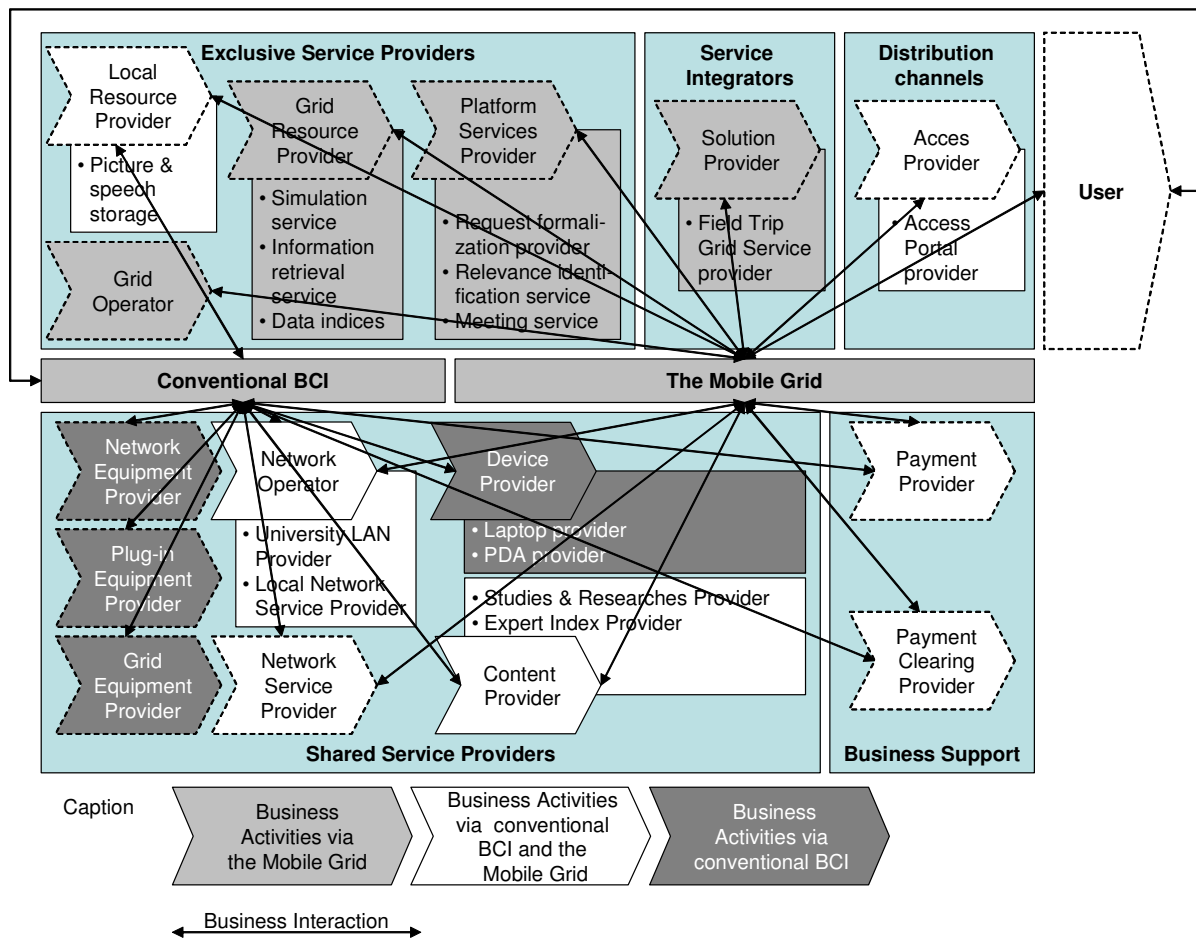 Exclusive Service Providers
Local
Resource
Provider
• Picture &
speech
storage
Grid
Resource
Provider
• Simulation
service
• Information
retrieval
service
• Data indices
Platform
Services
Provider
• Request formali-
zation provider
• Relevance identi-
fication service
• Meeting service
Grid
Operator
Service
Integrators
Solution
Provider
• Field Trip
Grid Service
provider
Distribution
channels
Acces
Provider
• Access
Portal
provider
User
Conventional BCI
The Mobile Grid
Network
Equipment
Provider
Network
Operator
• University LAN
Provider
• Local Network
Service Provider
Device
Provider
• Laptop provider
• PDA provider
Plug-in
Equipment
Provider
• Studies & Researches Provider
• Expert Index Provider
Grid
Equipment
Provider
Network
Service
Provider
Content
Provider
Shared Service Providers
Payment
Provider
Payment
Clearing
Provider
Business Support
Caption
Business
Activities via
the Mobile Grid
Business Activities
via conventional
BCI and the
Mobile Grid
Business
Activities via
conventional BCI
Business Interaction